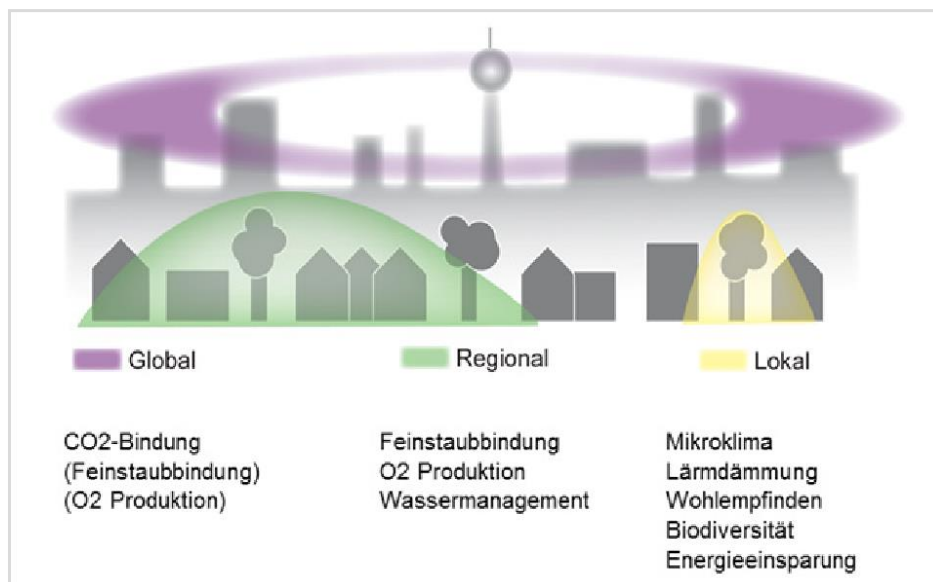 Global
Regional
Lokal
CO2-Bindung
(Feinstaubbindung)
(O2 Produktion)
Feinstaubbindung
O2 Produktion
Wassermanagement
Mikroklima
Lärmdämmung
Wohlempfinden
Biodiversität
Energieeinsparung